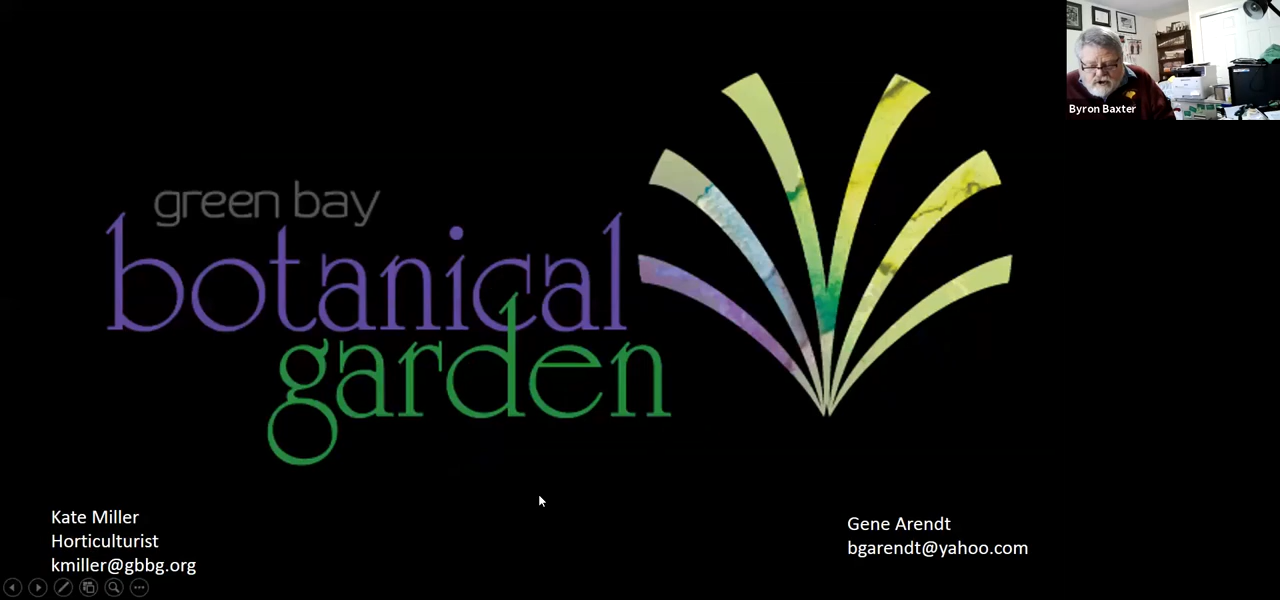 green bay
botanical
garden
Byron Baxter
Kate Miller
Horticulturist
kmiller@gbbg.org
Gene Arendt
bgarendt@yahoo.com